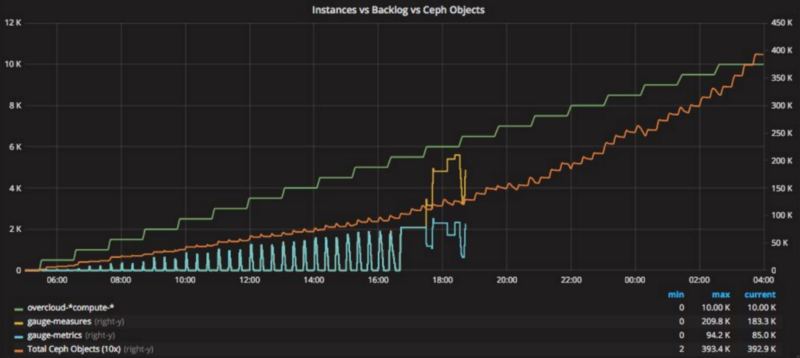 Instances vs Backlog vs Ceph Objects
12 K 450 K
10 K 400 K
350 K
8 K 300 K
250 K
6 K
200 K
4 K 150 K
100 K
2 K
50 K
0 0
06:00 08:00 10:00 12:00 14:00 16:00 18:00 20:00 22:00 00:00 02:00 04:00
min max current
overcloud-*compute-* 0 10.00 K 10.00 K
gauge-measures (right-y) 0 209.8 K 183.3 K
gauge-metrics (right-y) 0 94.2 K 85.0 K
Total Ceph Objects (10x) (right-y) 2 393.4 K 392.9 K